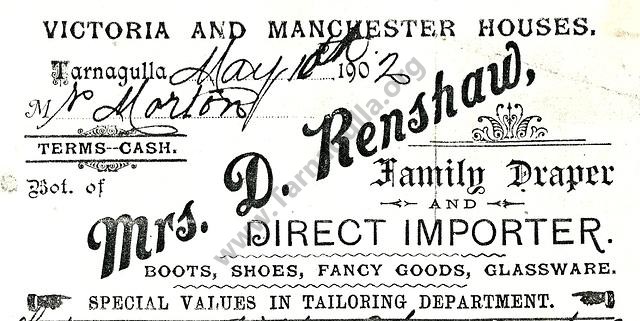 VICTORIA AND MANCHESTER HOUSES.
Tarnagulla May 10th 1902
Mr Morton
TERMS--CASH.
Bot. of
Mrs. D. Renshaw,
Family Draper
AND
DIRECT IMPORTER.
BOOTS, SHOES, FANCY GOODS, GLASSWARE.
SPECIAL VALUES IN TAILORING DEPARTMENT.
www.tarnagulla.org